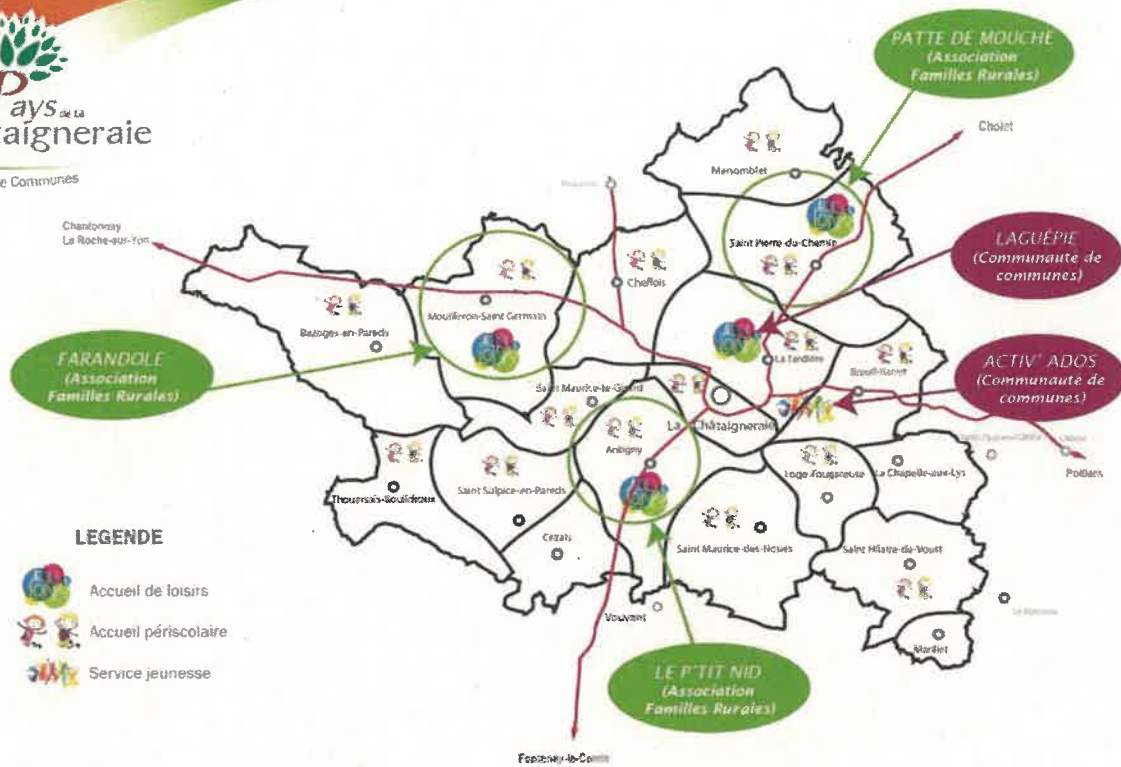 Pays de la
taigneraie
e Communes
PATTE DE MOUCHE
(Association
Familles Rurales)
Cholet
Menomblet
Chantonnay
La Roche-sur-Yon
Saint Pierre-du-Chemin
LAGUÉPIE
(Communauté de
communes)
Cheffois
Mouilleron-Saint Germain
Bazoges-en-Pareds
La Tardière
FARANDOLE
(Association
Familles Rurales)
ACTIV' ADOS
(Communauté de
communes)
Breuil-Barret
Saint Maurice-le-Girard
La Châtaigneraie
Antigny
Poitiers
Loge-Fougereuse
La Chapelle-aux-Lys
Thouarsais-Bouildroux
Saint Sulpice-en-Pareds
LEGENDE
Cezais
Saint Maurice-des-Noues
Saint Hilaire-de-Voust
Accueil de loisirs
Vouvant
Accueil périscolaire
Marillet
Service jeunesse
LE P'TIT NID
(Association
Familles Rurales)
Fontenay-le-Comte